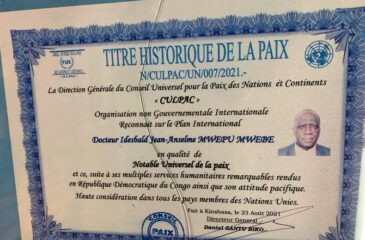 TITRE HISTORIQUE DE LA PAIX
N/CULPAC/UN/007/2021.-
La Direction Générale du Conseil Universel pour la Paix des Nations et Continents
« CULPAC »
Organisation non Gouvernementale Internationale
Reconnait sur le Plan International
Docteur Idesbald Jean-Anselme MWEPU MWEBE
en qualité de
Notable Universel de la paix
et ce, suite à ses multiples services humanitaires remarquables rendus
en République Démocratique du Congo ainsi que son attitude pacifique.
Haute considération dans tous les pays membres des Nations Unies.
Fait à Kinshasa, le 23 Août 2021
Directeur General
Daniel SANTU BIKO
PAIX